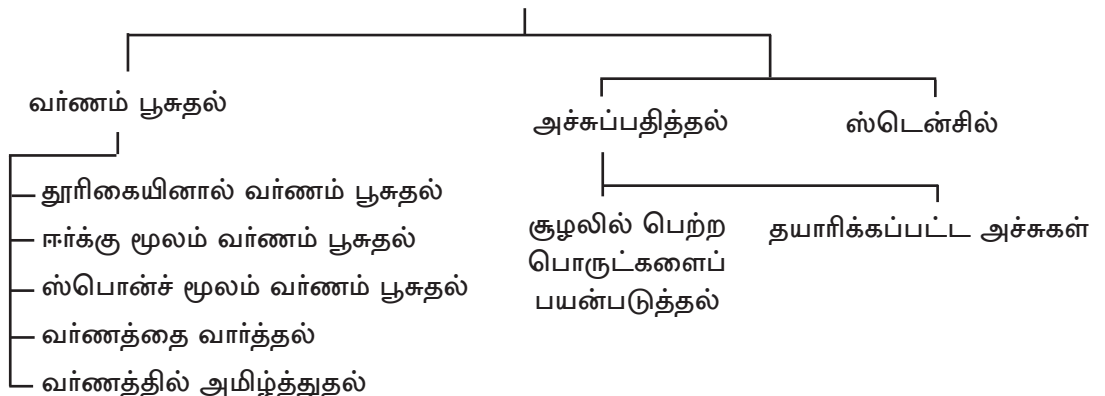 வர்ணம் பூசுதல்
அச்சுப்பதித்தல்
ஸ்டென்சில்
தூரிகையினால் வர்ணம் பூசுதல்
ஈர்க்கு மூலம் வர்ணம் பூசுதல்
ஸ்பொன்ச் மூலம் வர்ணம் பூசுதல்
வர்ணத்தை வார்த்தல்
வர்ணத்தில் அமிழ்த்துதல்
சூழலில் பெற்ற
பொருட்களைப்
பயன்படுத்தல்
தயாரிக்கப்பட்ட அச்சுகள்